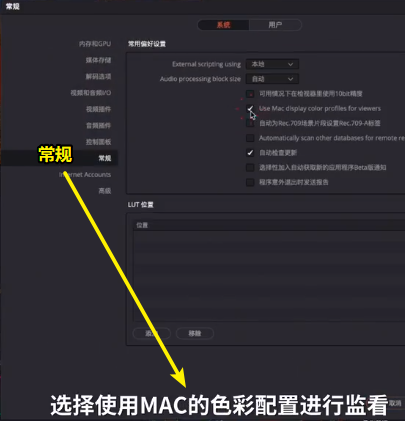 常规
系统 用户
内存和GPU
媒体存储
解码选项
视频和音频I/O
视频插件
音频插件
控制面板
常规
Internet Accounts
常用偏好设置
External scripting using 本地
Audio processing block size 自动
可用情况下在检视器里使用10bit精度
Use Mac display color profiles for viewers
自动为Rec.709场景片段设置Rec.709-A标签
Automatically scan other databases for remote re
自动检查更新
选择性加入自动获取新的应用程序Beta版通知
程序意外退出时发送报告
常规
LUT 位置
位置
添加 移除
取消
选择使用MAC的色彩配置进行监看